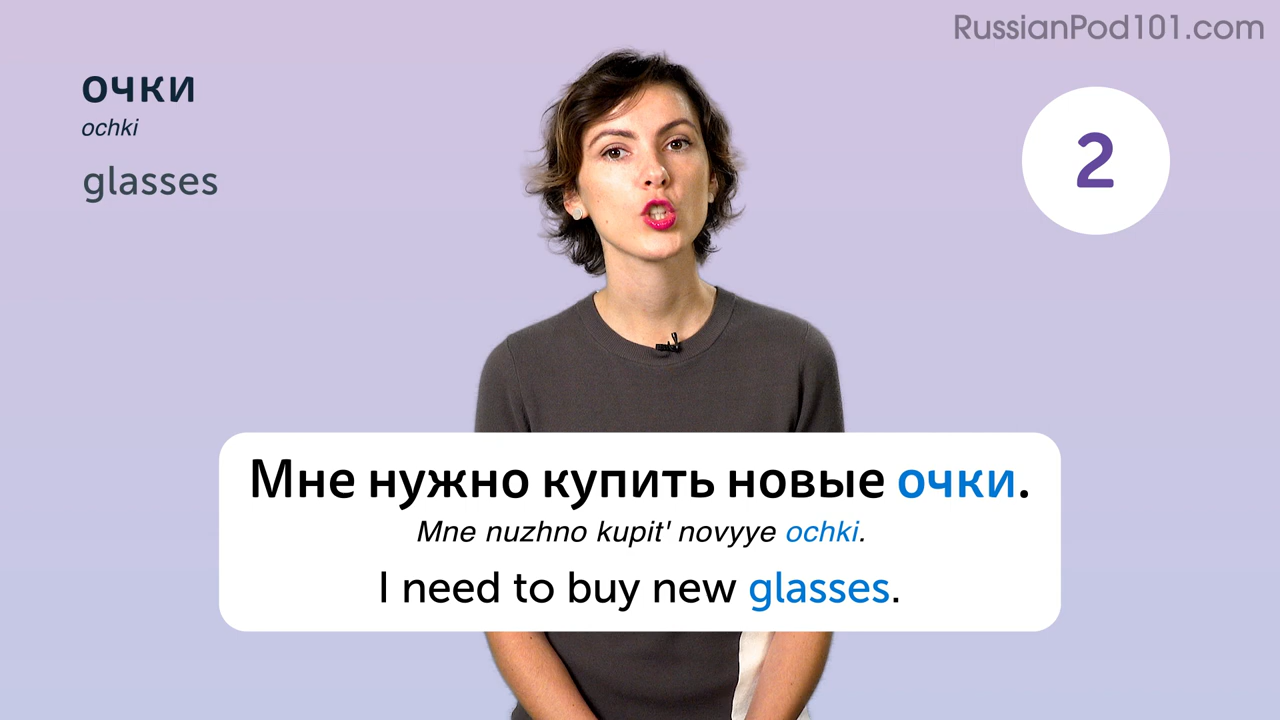 RussianPod101.com
очки
ochki
glasses
2
Мне нужно купить новые очки.
Mne nuzhno kupit' novyye ochki.
I need to buy new glasses.